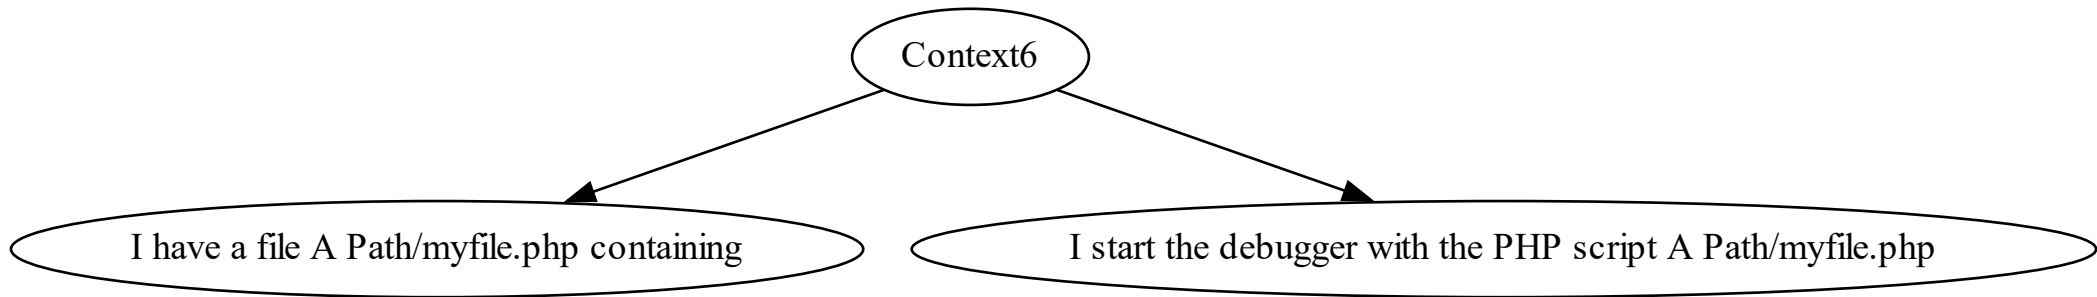 Context6
I have a file A Path/myfile.php containing
I start the debugger with the PHP script A Path/myfile.php